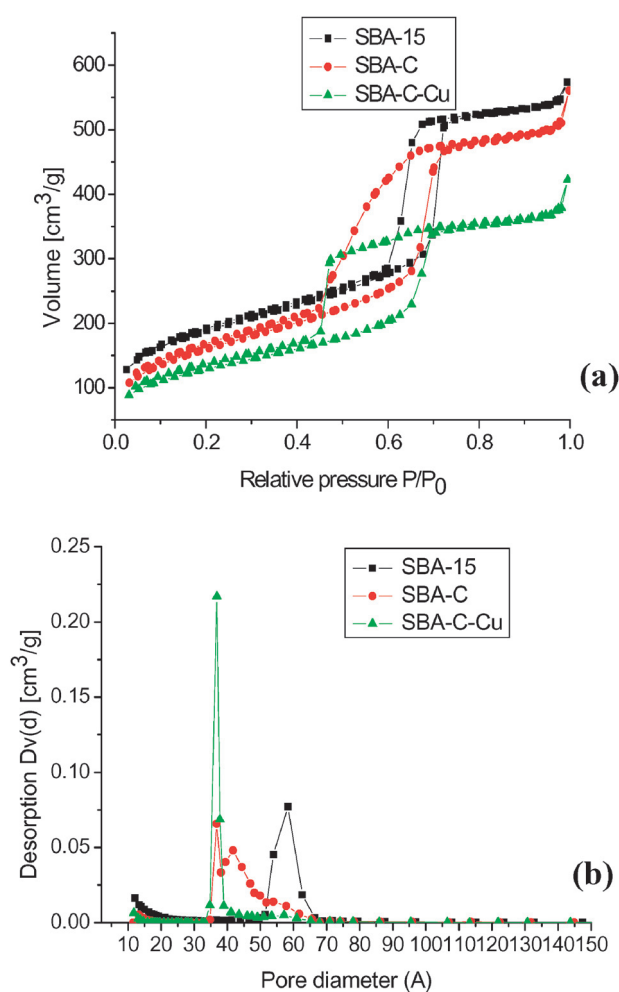 SBA-15
SBA-C
SBA-C-Cu
600
500
400
300
200
100
Volume [cm³/g]
0.0 0.2 0.4 0.6 0.8 1.0
Relative pressure P/P₀
(a)
SBA-15
SBA-C
SBA-C-Cu
0.25
0.20
0.15
0.10
0.05
0.00
Desorption Dv(d) [cm³/g]
10 20 30 40 50 60 70 80 90 100 110 120 130 140 150
Pore diameter (A)
(b)